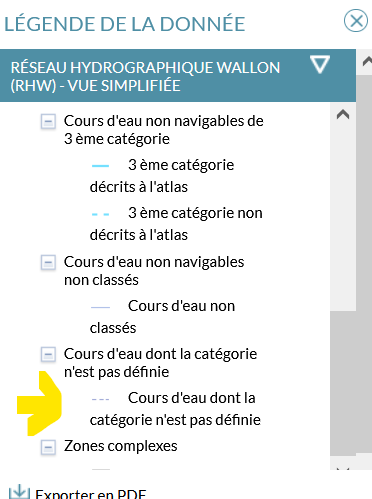 LÉGENDE DE LA DONNÉE
RÉSEAU HYDROGRAPHIQUE WALLON
(RHW) - VUE SIMPLIFIÉE
Cours d'eau non navigables de
3 ème catégorie
3 ème catégorie
décrits à l'atlas
3 ème catégorie non
décrits à l'atlas
Cours d'eau non navigables
non classés
Cours d'eau non
classés
Cours d'eau dont la catégorie
n'est pas définie
Cours d'eau dont la
catégorie n'est pas définie
Zones complexes
Exporter en PDF